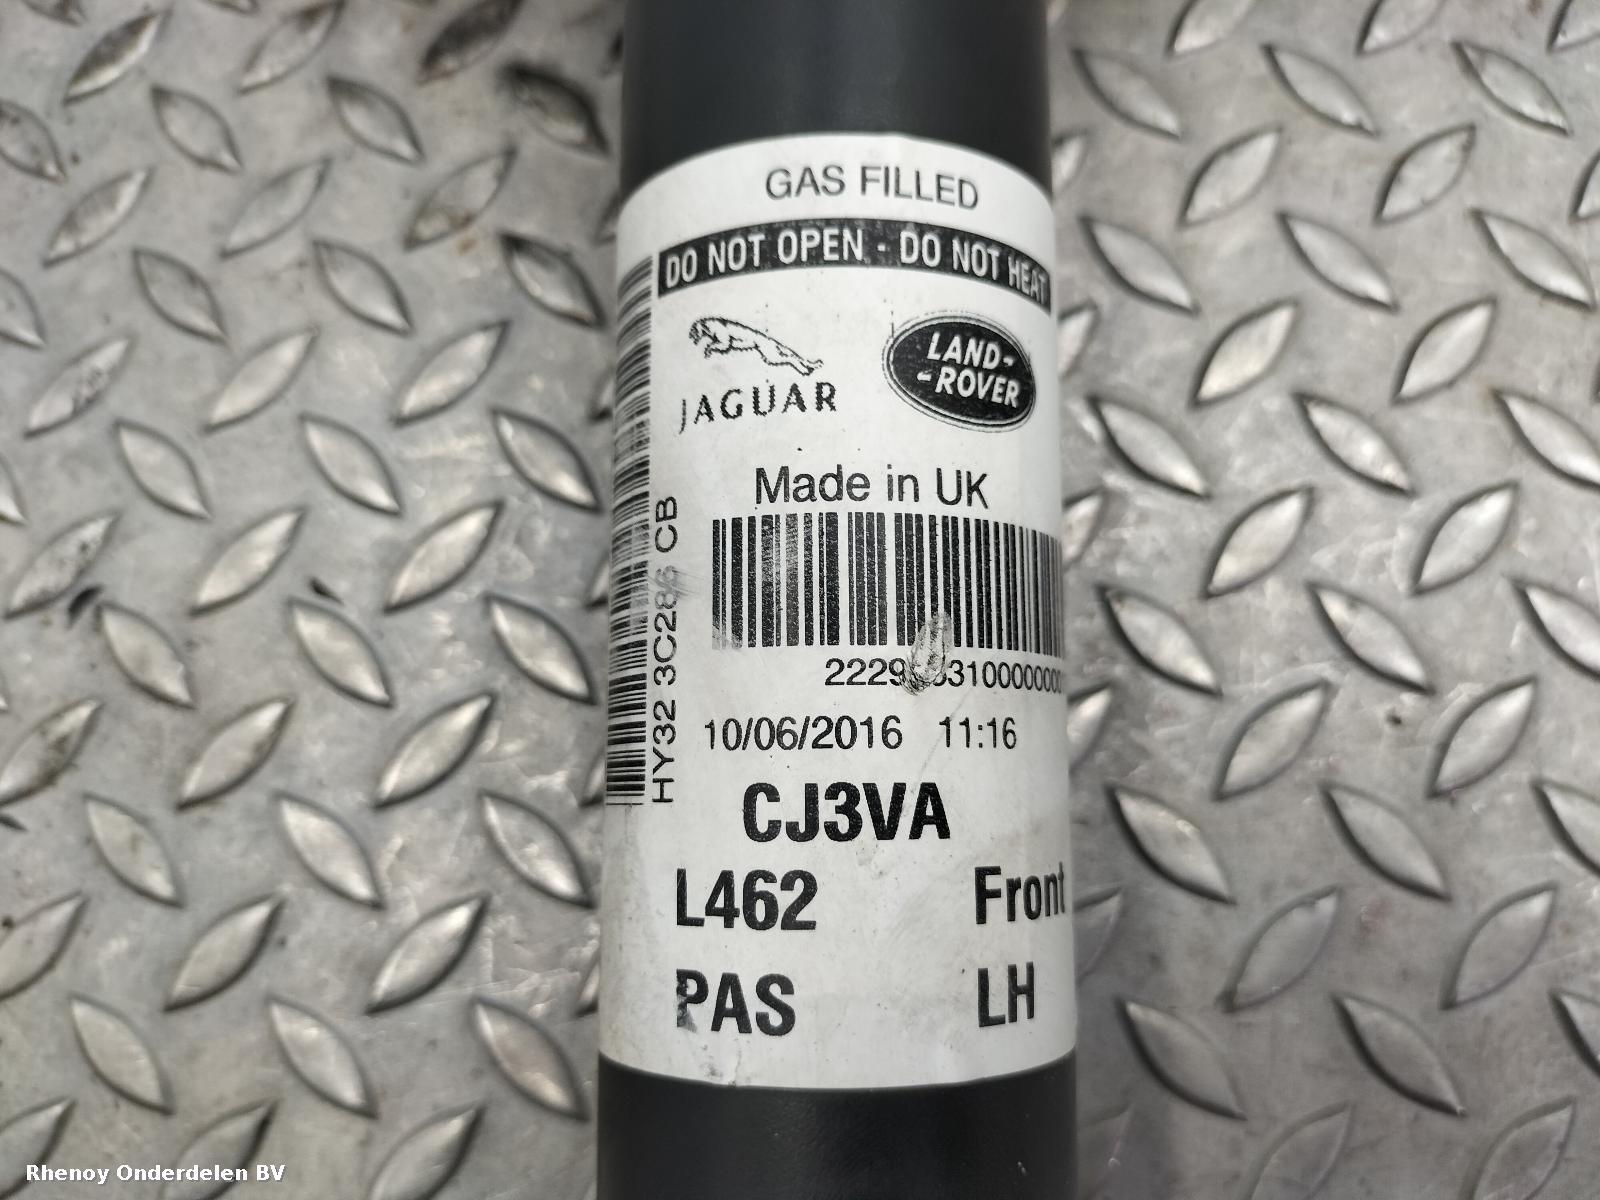 GAS FILLED
DO NOT OPEN - DO NOT HEAT
JAGUAR
LAND-
-ROVER
Made in UK
HY32 3C286 CB
10/06/2016 11:16
CJ3VA
L462 Front
PAS LH
Rhenoy Onderdelen BV